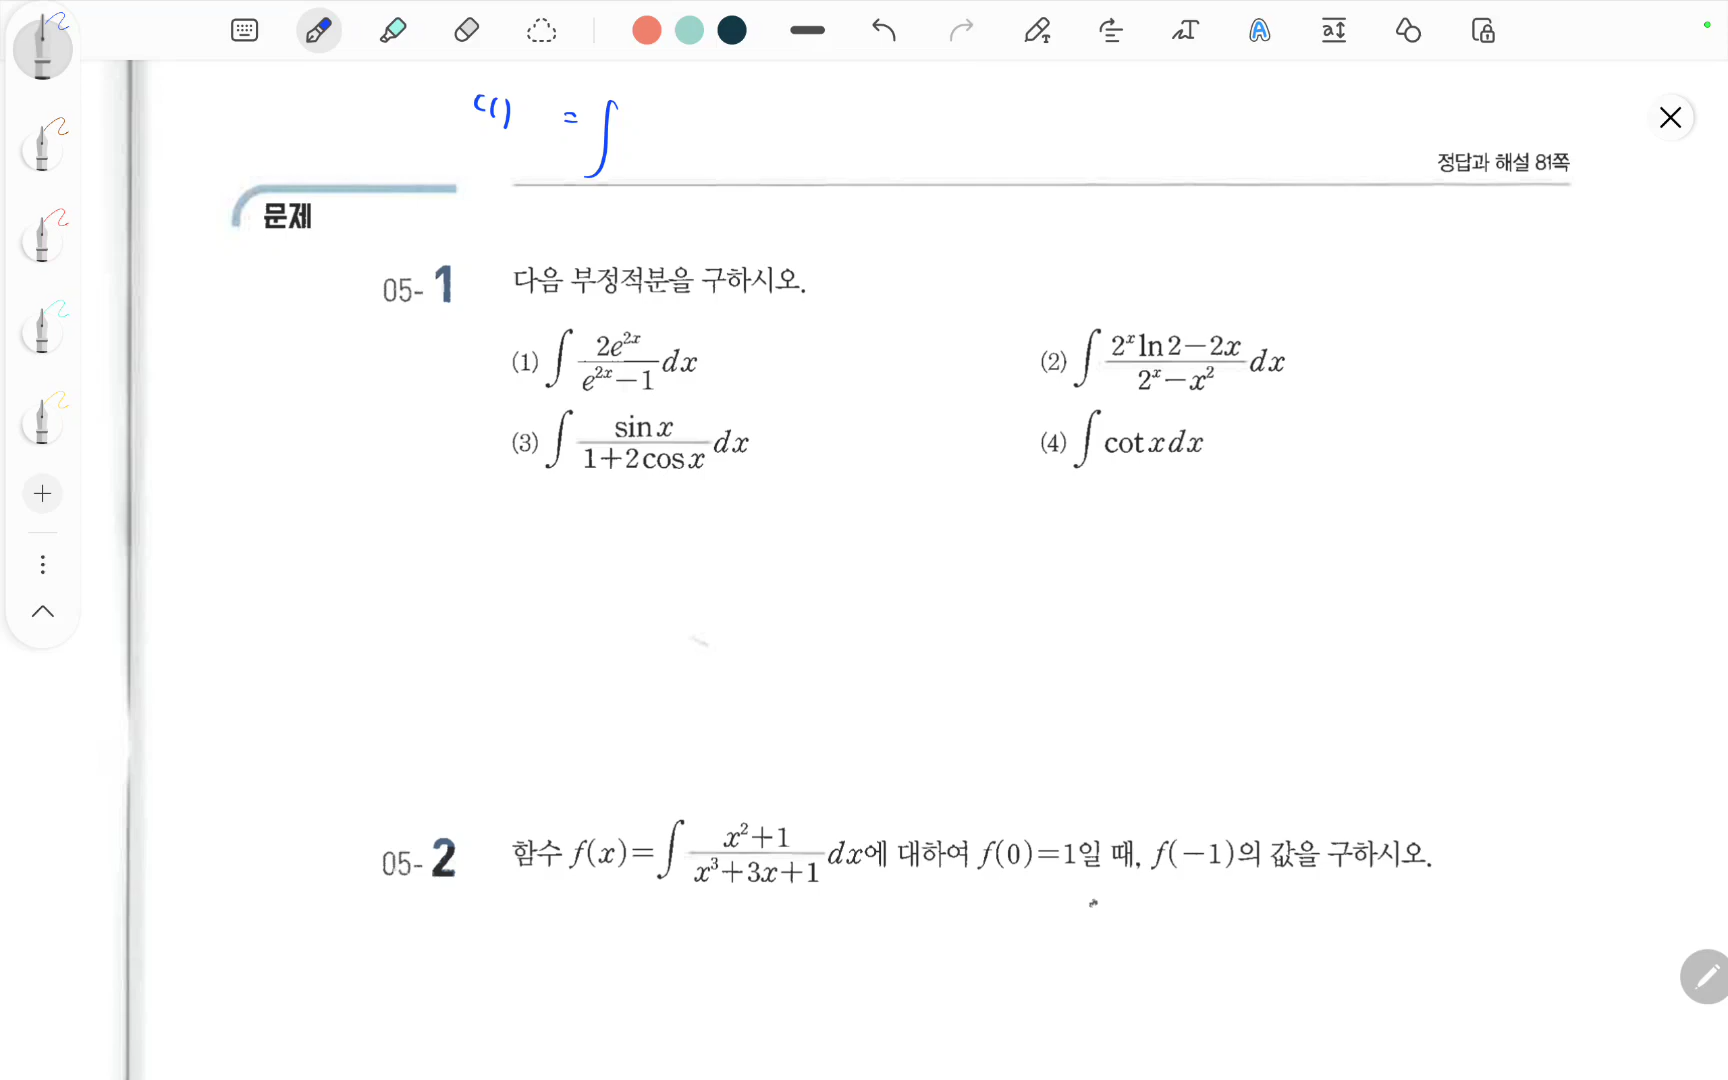 (1) = ∫
정답과 해설 81쪽
문제
05-1 다음 부정적분을 구하시오.
(1) ∫ 2e^{2x}/(e^{2x}-1) dx (2) ∫ (2^x ln2-2x)/(2^x-x^2) dx
(3) ∫ sin x/(1+2cos x) dx (4) ∫ cot x dx
05-2 함수 f(x)=∫ (x^2+1)/(x^3+3x+1) dx에 대하여 f(0)=1일 때, f(-1)의 값을 구하시오.